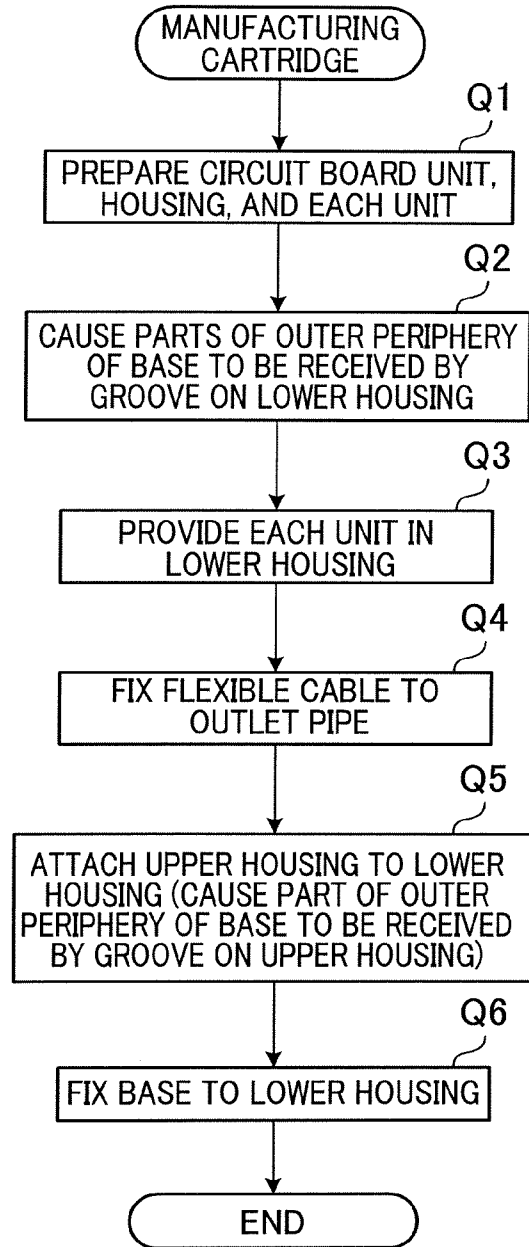 MANUFACTURING
CARTRIDGE
Q1
PREPARE CIRCUIT BOARD UNIT,
HOUSING, AND EACH UNIT
Q2
CAUSE PARTS OF OUTER PERIPHERY
OF BASE TO BE RECEIVED BY
GROOVE ON LOWER HOUSING
Q3
PROVIDE EACH UNIT IN
LOWER HOUSING
Q4
FIX FLEXIBLE CABLE TO
OUTLET PIPE
Q5
ATTACH UPPER HOUSING TO LOWER
HOUSING (CAUSE PART OF OUTER
PERIPHERY OF BASE TO BE RECEIVED
BY GROOVE ON UPPER HOUSING)
Q6
FIX BASE TO LOWER HOUSING
END